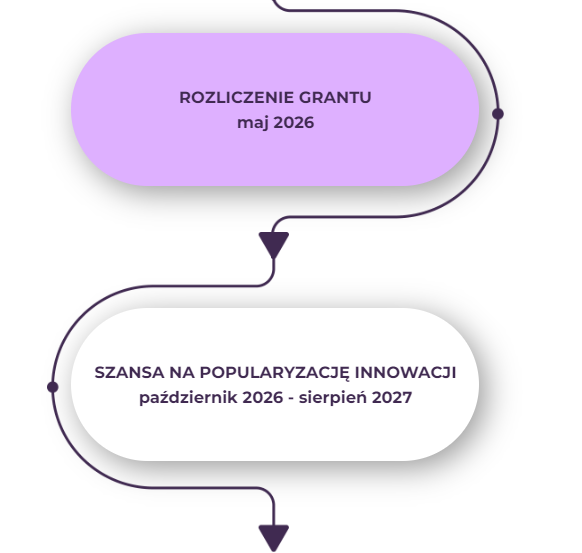 ROZLICZENIE GRANTU
maj 2026
SZANSA NA POPULARYZACJĘ INNOWACJI
październik 2026 - sierpień 2027